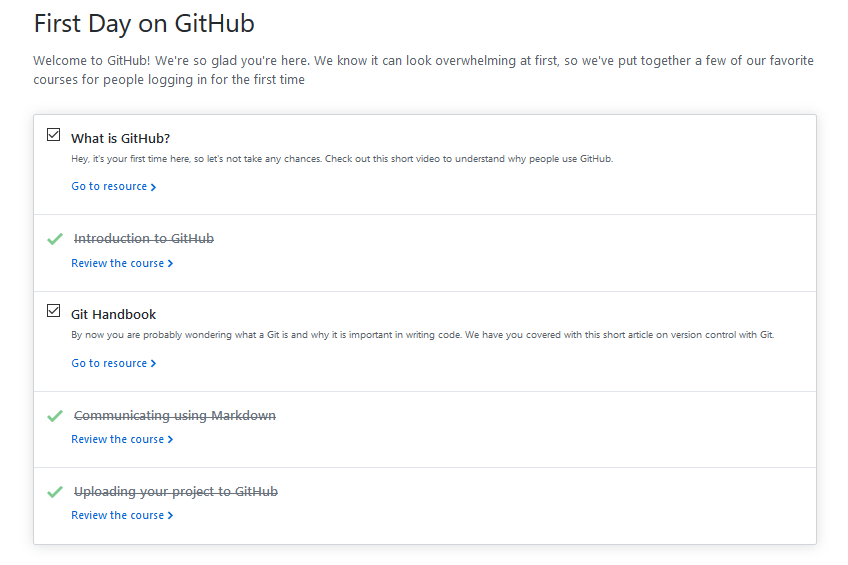 First Day on GitHub
Welcome to GitHub! We're so glad you're here. We know it can look overwhelming at first, so we've put together a few of our favorite
courses for people logging in for the first time
What is GitHub?
Hey, it's your first time here, so let's not take any chances. Check out this short video to understand why people use GitHub.
Go to resource
Introduction to GitHub
Review the course
Git Handbook
By now you are probably wondering what a Git is and why it is important in writing code. We have you covered with this short article on version control with Git.
Go to resource
Communicating using Markdown
Review the course
Uploading your project to GitHub
Review the course